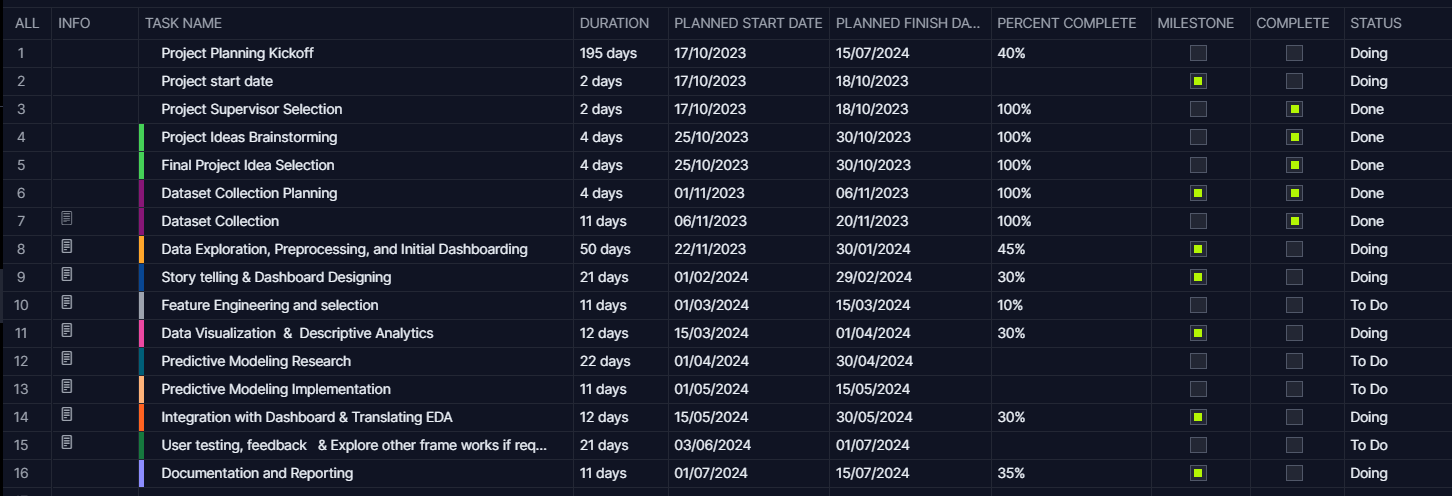 ALL INFO TASK NAME DURATION PLANNED START DATE PLANNED FINISH DA... PERCENT COMPLETE MILESTONE COMPLETE STATUS
1 Project Planning Kickoff 195 days 17/10/2023 15/07/2024 40% Doing
2 Project start date 2 days 17/10/2023 18/10/2023 Doing
3 Project Supervisor Selection 2 days 17/10/2023 18/10/2023 100% Done
4 Project Ideas Brainstorming 4 days 25/10/2023 30/10/2023 100% Done
5 Final Project Idea Selection 4 days 25/10/2023 30/10/2023 100% Done
6 Dataset Collection Planning 4 days 01/11/2023 06/11/2023 100% Done
7 Dataset Collection 11 days 06/11/2023 20/11/2023 100% Done
8 Data Exploration, Preprocessing, and Initial Dashboarding 50 days 22/11/2023 30/01/2024 45% Doing
9 Story telling & Dashboard Designing 21 days 01/02/2024 29/02/2024 30% Doing
10 Feature Engineering and selection 11 days 01/03/2024 15/03/2024 10% To Do
11 Data Visualization & Descriptive Analytics 12 days 15/03/2024 01/04/2024 30% Doing
12 Predictive Modeling Research 22 days 01/04/2024 30/04/2024 To Do
13 Predictive Modeling Implementation 11 days 01/05/2024 15/05/2024 To Do
14 Integration with Dashboard & Translating EDA 12 days 15/05/2024 30/05/2024 30% Doing
15 User testing, feedback & Explore other frame works if req... 21 days 03/06/2024 01/07/2024 To Do
16 Documentation and Reporting 11 days 01/07/2024 15/07/2024 35% Doing